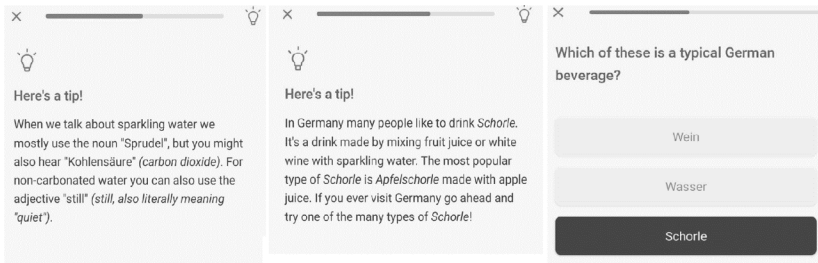 Here's a tip!
When we talk about sparkling water we
mostly use the noun "Sprudel", but you might
also hear "Kohlensäure" (carbon dioxide). For
non-carbonated water you can also use the
adjective "still" (still, also literally meaning
"quiet").
Here's a tip!
In Germany many people like to drink Schorle.
It's a drink made by mixing fruit juice or white
wine with sparkling water. The most popular
type of Schorle is Apfelschorle made with apple
juice. If you ever visit Germany go ahead and
try one of the many types of Schorle!
Which of these is a typical German
beverage?
Wein
Wasser
Schorle